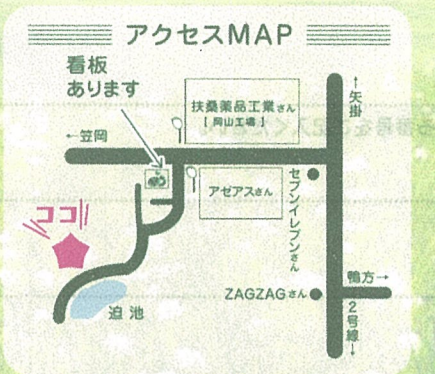 アクセスMAP
看板
あります
扶桑薬品工業さん
【岡山工場】
↑矢掛
←笠岡
アゼアスさん
セブンイレブンさん
ココ
鴨方→
ZAGZAGさん
2号線↓
迫池